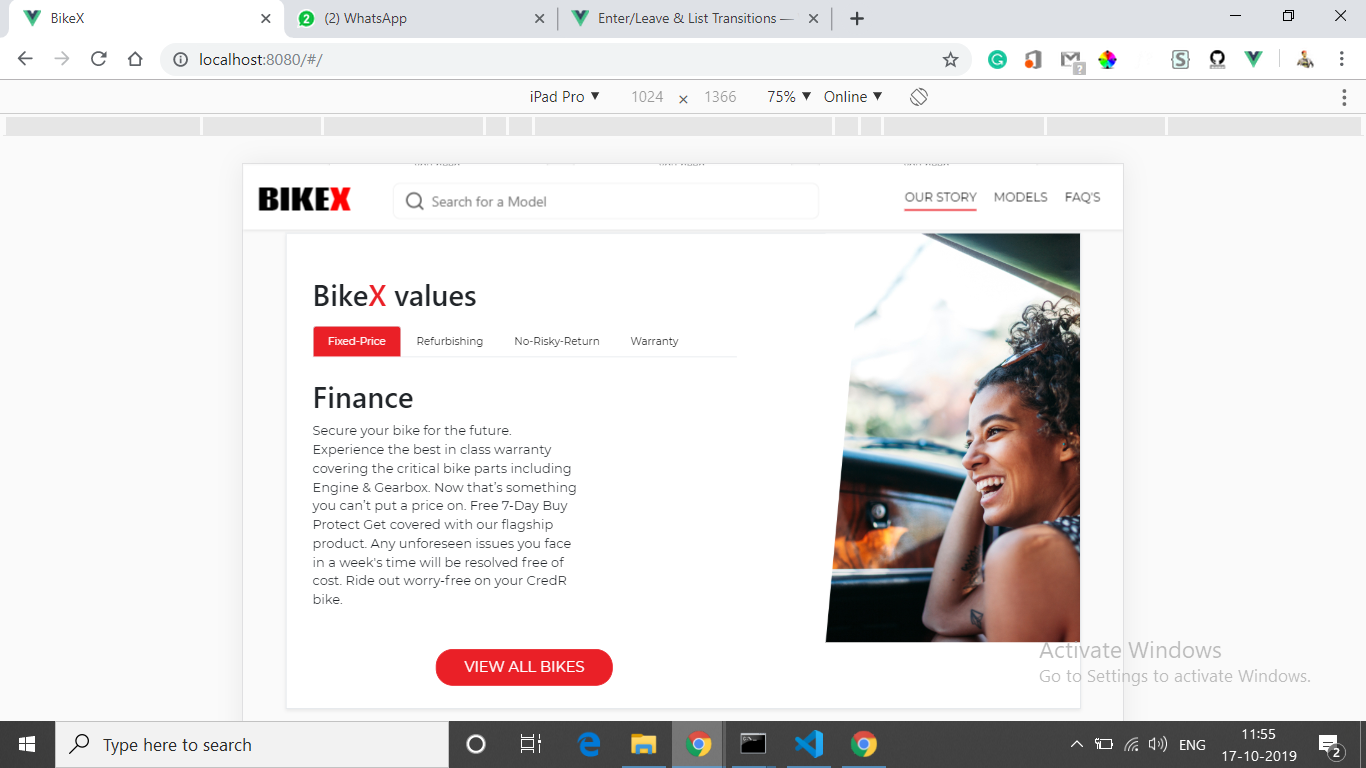 BikeX
(2) WhatsApp
Enter/Leave & List Transitions —
localhost:8080/#/
iPad Pro ▼ 1024 × 1366 75% ▼ Online ▼
BIKEX
Search for a Model
OUR STORY MODELS FAQ'S
BikeX values
Fixed-Price Refurbishing No-Risky-Return Warranty
Finance
Secure your bike for the future.
Experience the best in class warranty
covering the critical bike parts including
Engine & Gearbox. Now that's something
you can't put a price on. Free 7-Day Buy
Protect Get covered with our flagship
product. Any unforeseen issues you face
in a week's time will be resolved free of
cost. Ride out worry-free on your CredR
bike.
VIEW ALL BIKES
Activate Windows
Go to Settings to activate Windows.
Type here to search
ENG
11:55
17-10-2019
2